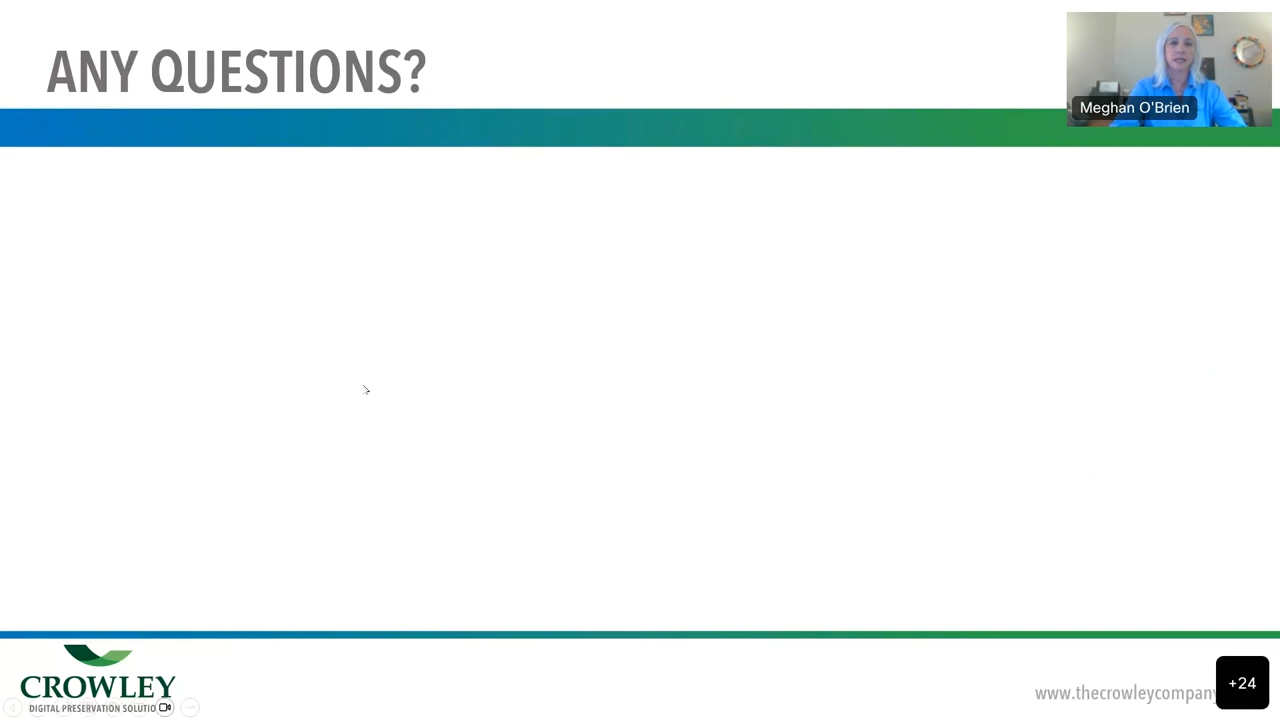 ANY QUESTIONS?
Meghan O'Brien
CROWLEY
DIGITAL PRESERVATION SOLUTIO
www.thecrowleycompany
+24